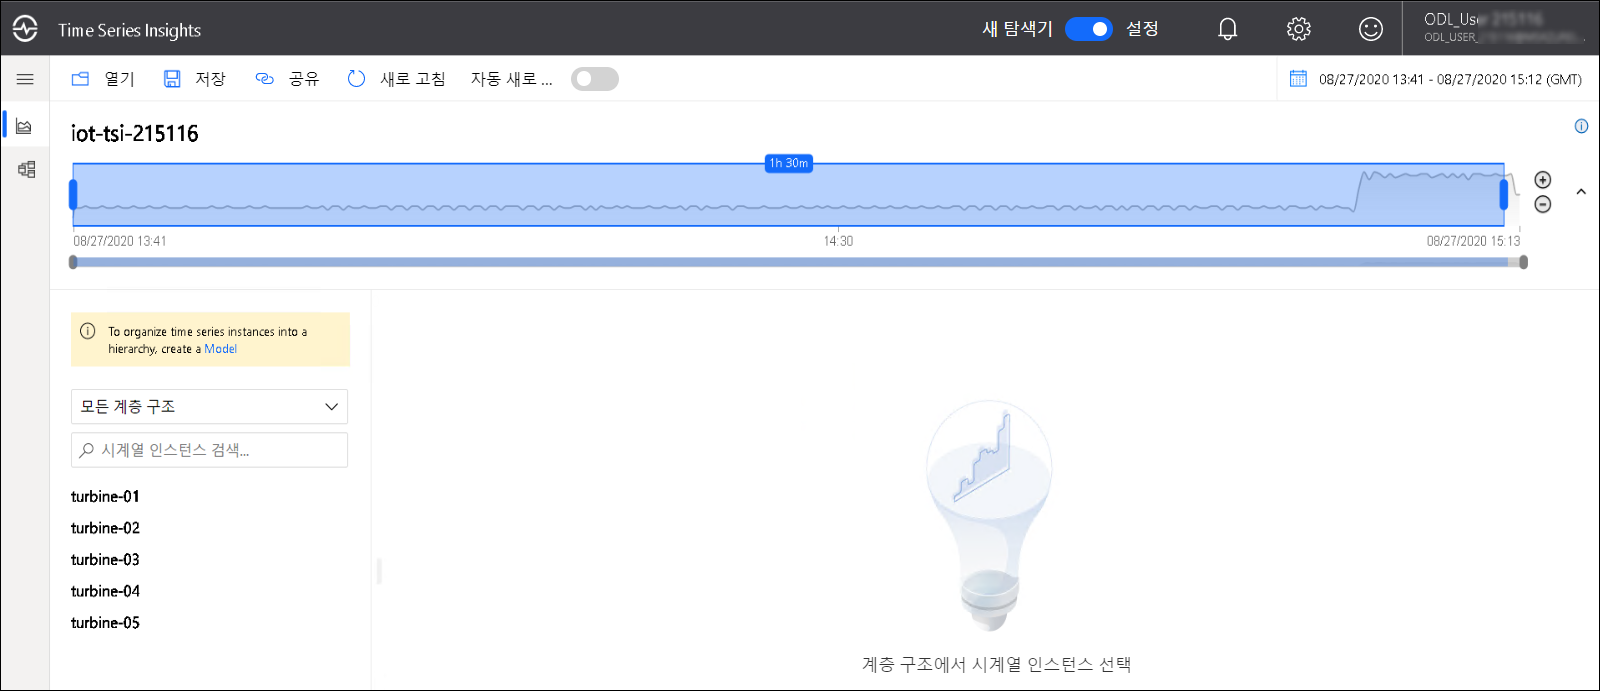 Time Series Insights
새 탐색기
설정
ODL_User
ODL_USER_
열기
저장
공유
새로 고침
자동 새로 ...
08/27/2020 13:41 - 08/27/2020 15:12 (GMT)
iot-tsi-215116
1h 30m
08/27/2020 13:41
14:30
08/27/2020 15:13
To organize time series instances into a
hierarchy, create a Model
모든 계층 구조
시계열 인스턴스 검색...
turbine-01
turbine-02
turbine-03
turbine-04
turbine-05
계층 구조에서 시계열 인스턴스 선택